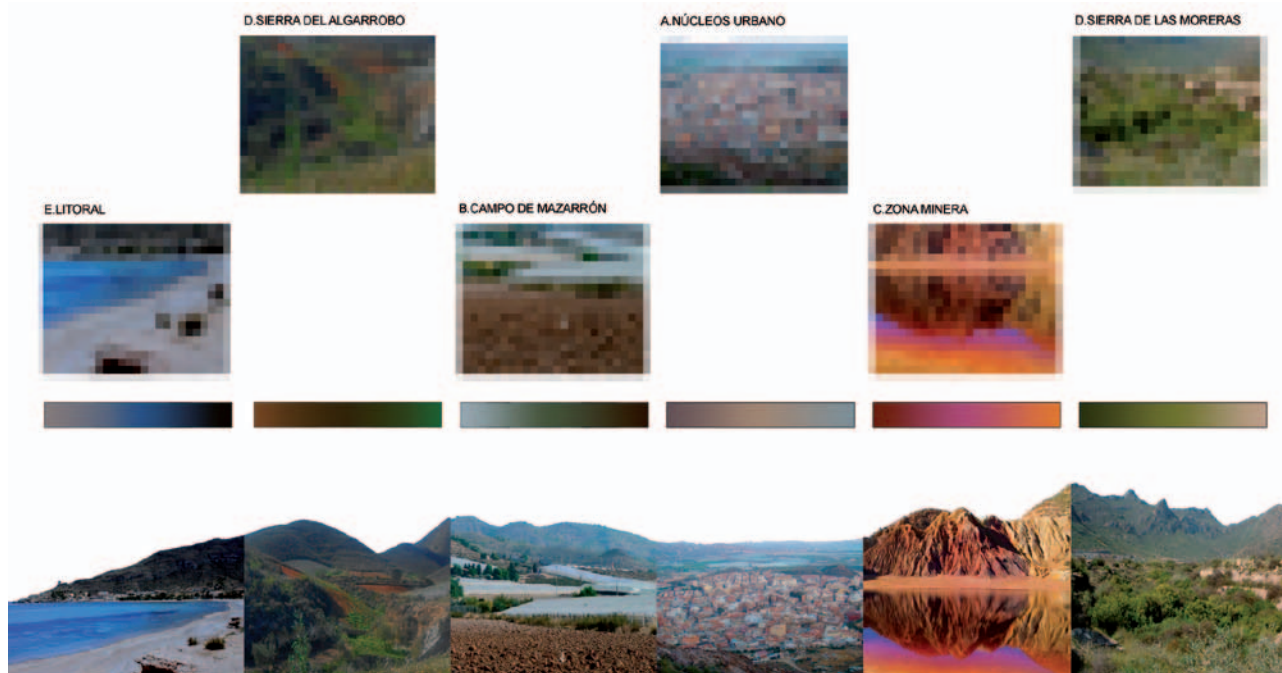 D.SIERRA DEL ALGARROBO
A.NÚCLEOS URBANO
D.SIERRA DE LAS MORERAS
E.LITORAL
B.CAMPO DE MAZARRÓN
C.ZONA MINERA